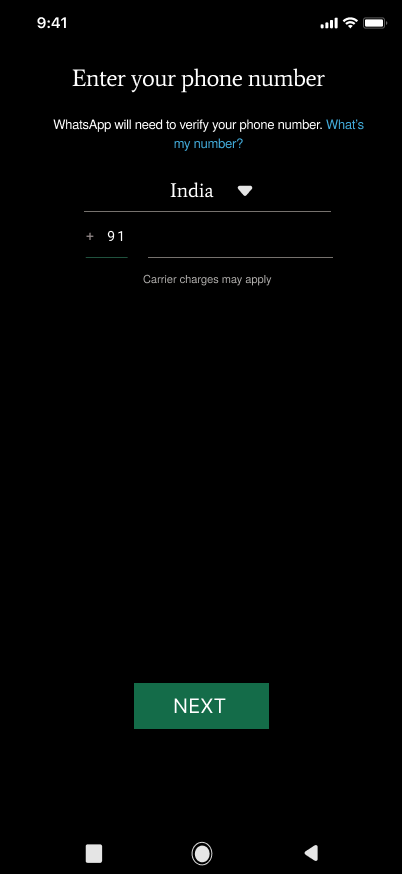 9:41
Enter your phone number
WhatsApp will need to verify your phone number. What's
my number?
India
+ 91
Carrier charges may apply
NEXT